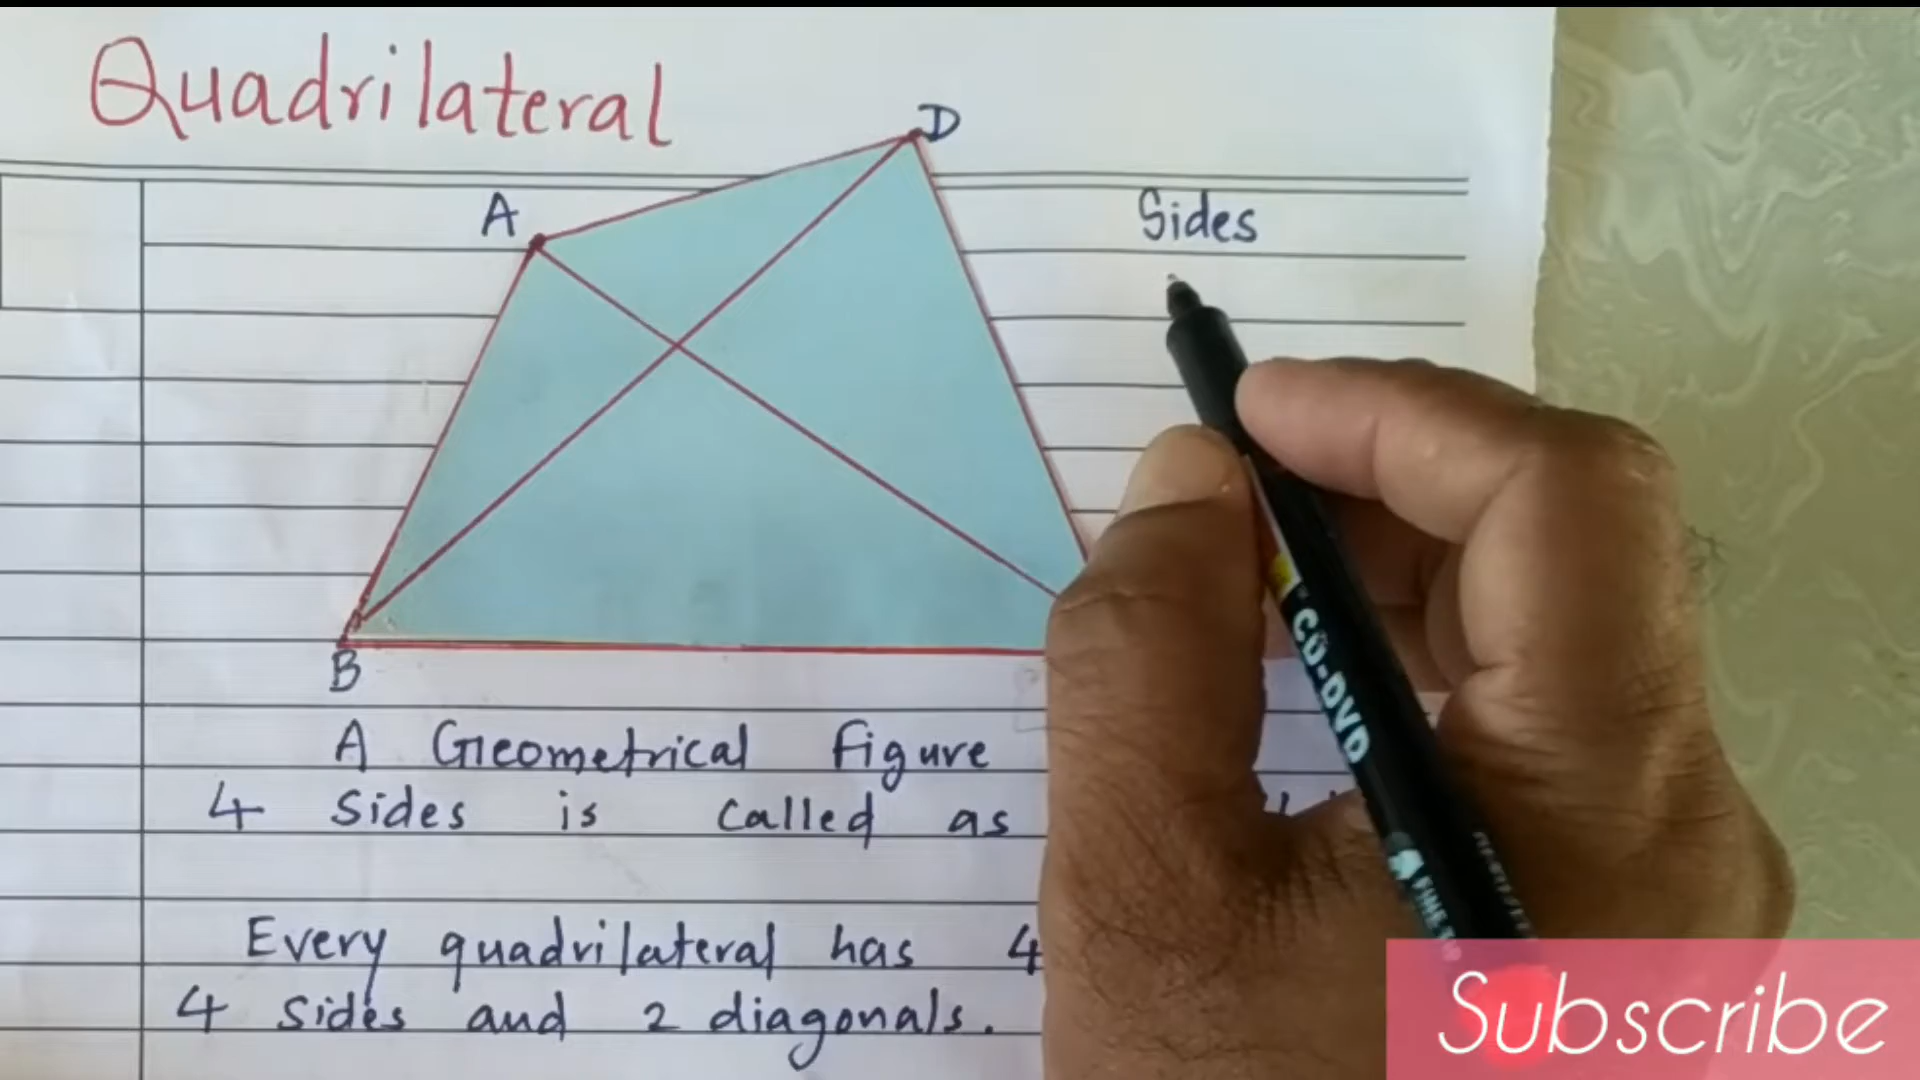 Quadrilateral
D
A
Sides
B
A Geometrical figure
4 sides is called as
Every quadrilateral has 4
4 sides and 2 diagonals.
CD-DVD
FINE
Subscribe